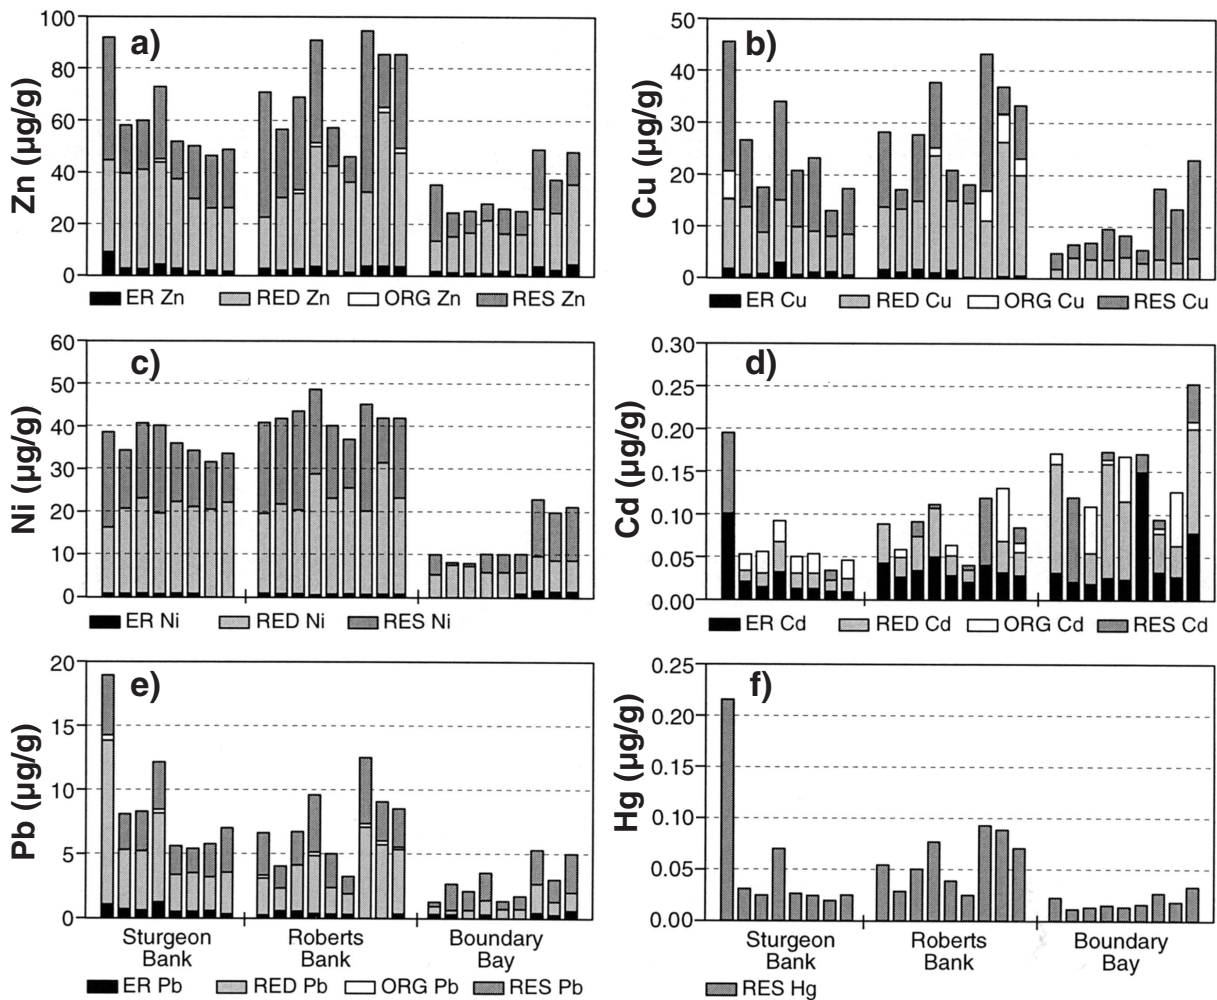 a)
Zn (µg/g)
100
80
60
40
20
0
ER Zn RED Zn ORG Zn RES Zn
b)
Cu (µg/g)
50
40
30
20
10
0
ER Cu RED Cu ORG Cu RES Cu
c)
Ni (µg/g)
60
50
40
30
20
10
0
ER Ni RED Ni RES Ni
d)
Cd (µg/g)
0.30
0.25
0.20
0.15
0.10
0.05
0.00
ER Cd RED Cd ORG Cd RES Cd
e)
Pb (µg/g)
20
15
10
5
0
Sturgeon Roberts Boundary
Bank Bank Bay
ER Pb RED Pb ORG Pb RES Pb
f)
Hg (µg/g)
0.25
0.20
0.15
0.10
0.05
0.00
Sturgeon Roberts Boundary
Bank Bank Bay
RES Hg